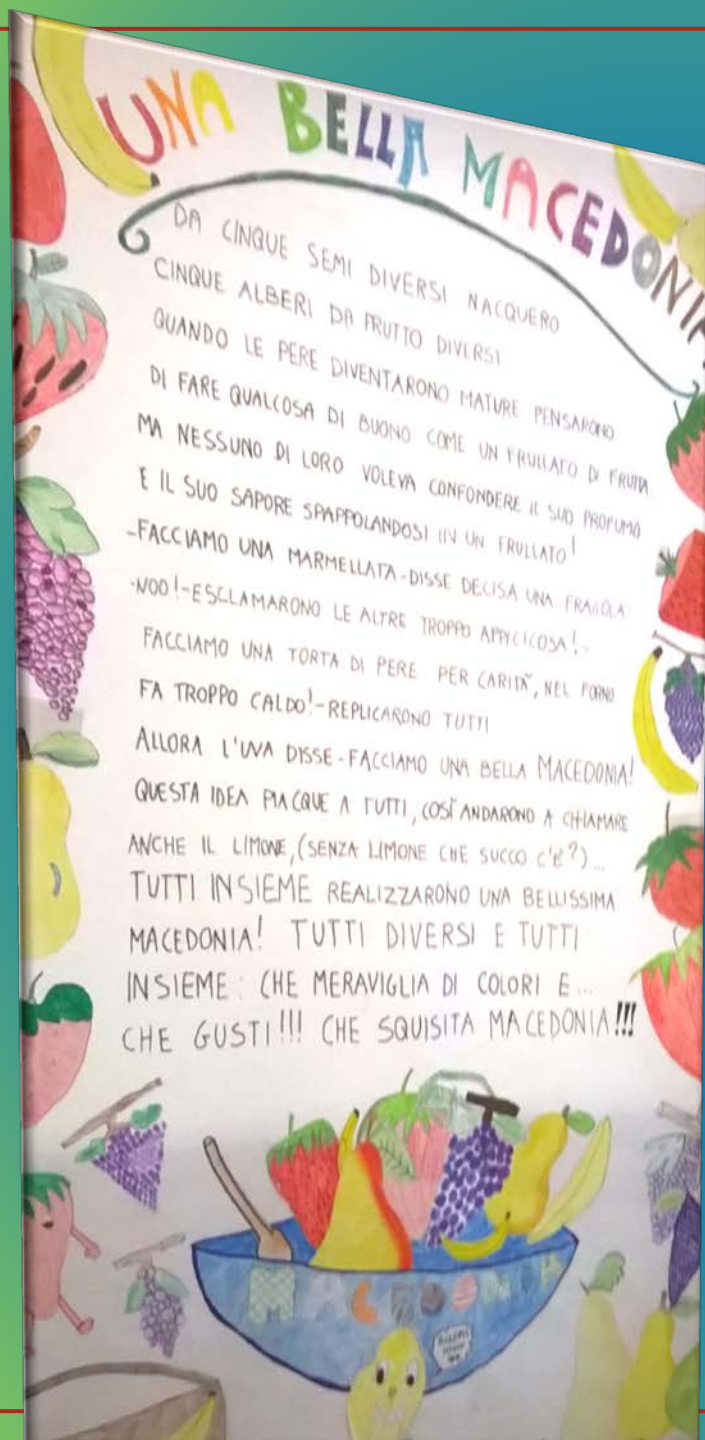 UNA BELLA MACEDONIA
DA CINQUE SEMI DIVERSI NACQUERO
CINQUE ALBERI DA FRUTTO DIVERSI
QUANDO LE PERE DIVENTARONO MATURE PENSARONO
DI FARE QUALCOSA DI BUONO COME UN FRULLATO DI FRUTTA
MA NESSUNO DI LORO VOLEVA CONFONDERE IL SUO PROFUMO
E IL SUO SAPORE SPAPPOLANDOSI IN UN FRULLATO!
-FACCIAMO UNA MARMELLATA-DISSE DECISA UNA FRAGOLA
-NOO!-ESCLAMARONO LE ALTRE TROPPO APPICICOSA!-
FACCIAMO UNA TORTA DI PERE PER CARITÀ, NEL FORNO
FA TROPPO CALDO!-REPLICARONO TUTTI
ALLORA L'UVA DISSE-FACCIAMO UNA BELLA MACEDONIA!
QUESTA IDEA PIACQUE A TUTTI, COSÌ ANDARONO A CHIAMARE
ANCHE IL LIMONE, (SENZA LIMONE CHE SUCCO C'È?)...
TUTTI INSIEME REALIZZARONO UNA BELLISSIMA
MACEDONIA! TUTTI DIVERSI E TUTTI
INSIEME: CHE MERAVIGLIA DI COLORI E...
CHE GUSTI!!! CHE SQUISITA MACEDONIA!!!
MACEDONIA